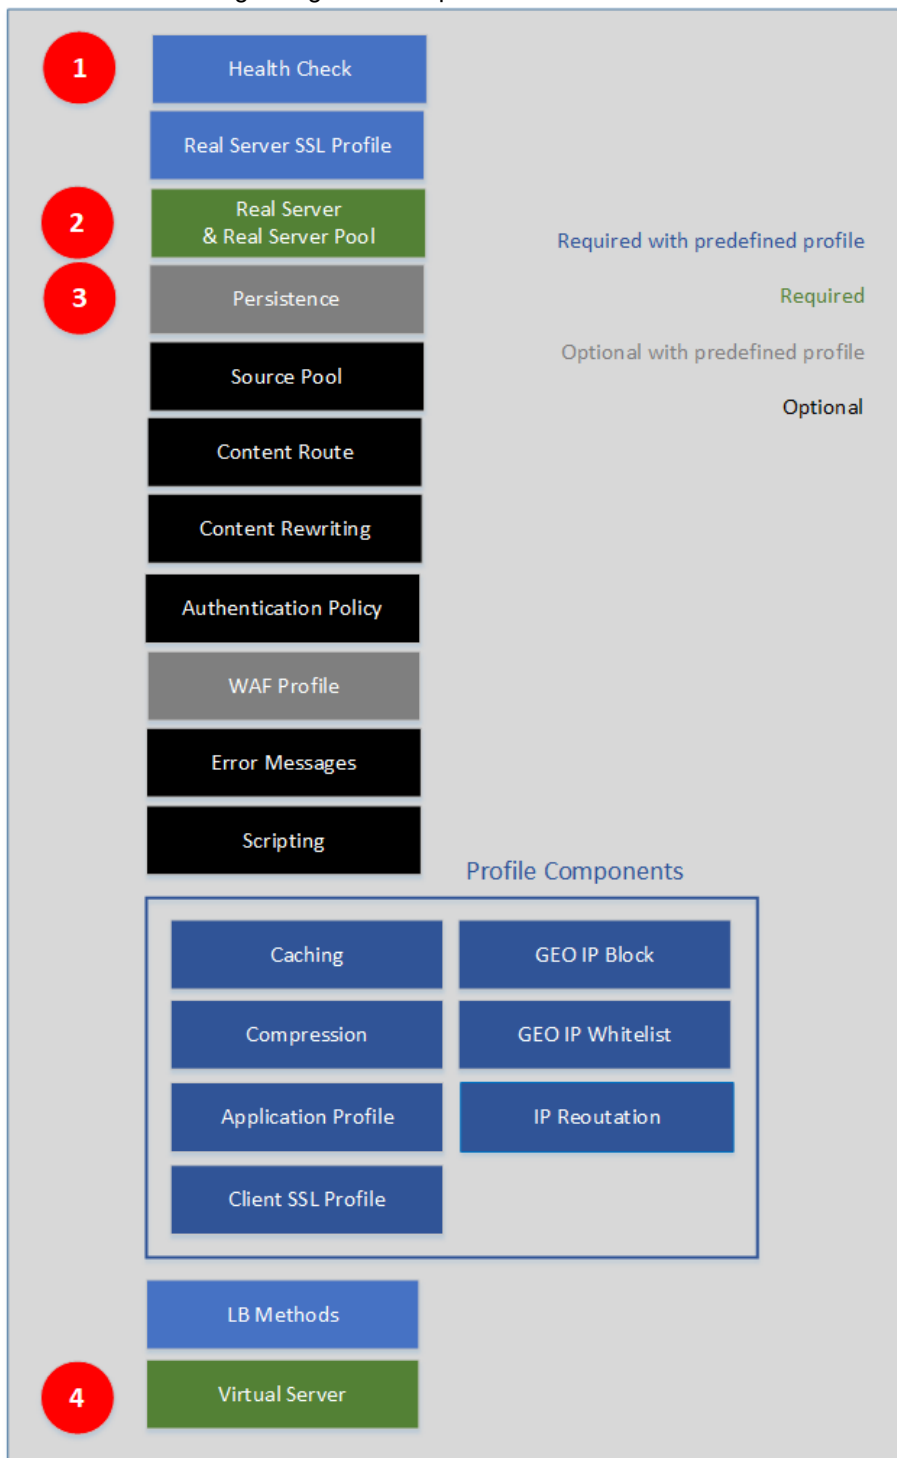 1
Health Check
Real Server SSL Profile
2
Real Server
& Real Server Pool
Required with predefined profile
3
Persistence
Required
Optional with predefined profile
Source Pool
Optional
Content Route
Content Rewriting
Authentication Policy
WAF Profile
Error Messages
Scripting
Profile Components
Caching
GEO IP Block
Compression
GEO IP Whitelist
Application Profile
IP Reoutation
Client SSL Profile
LB Methods
4
Virtual Server